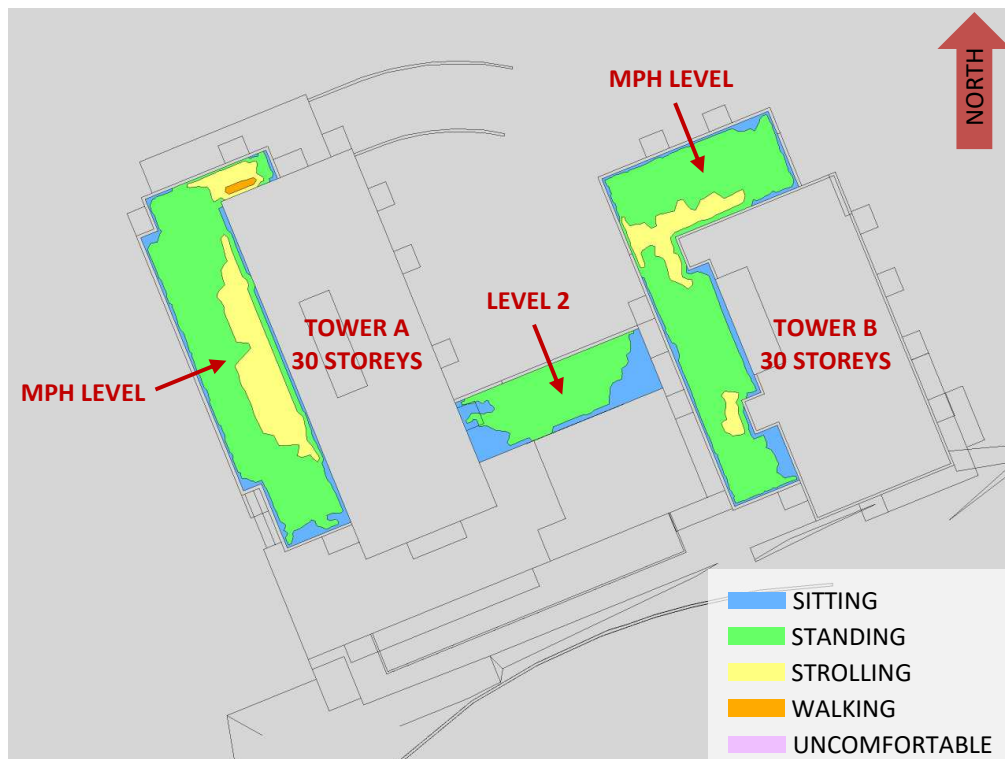 NORTH
MPH LEVEL
LEVEL 2
TOWER A
30 STOREYS
TOWER B
30 STOREYS
MPH LEVEL
SITTING
STANDING
STROLLING
WALKING
UNCOMFORTABLE